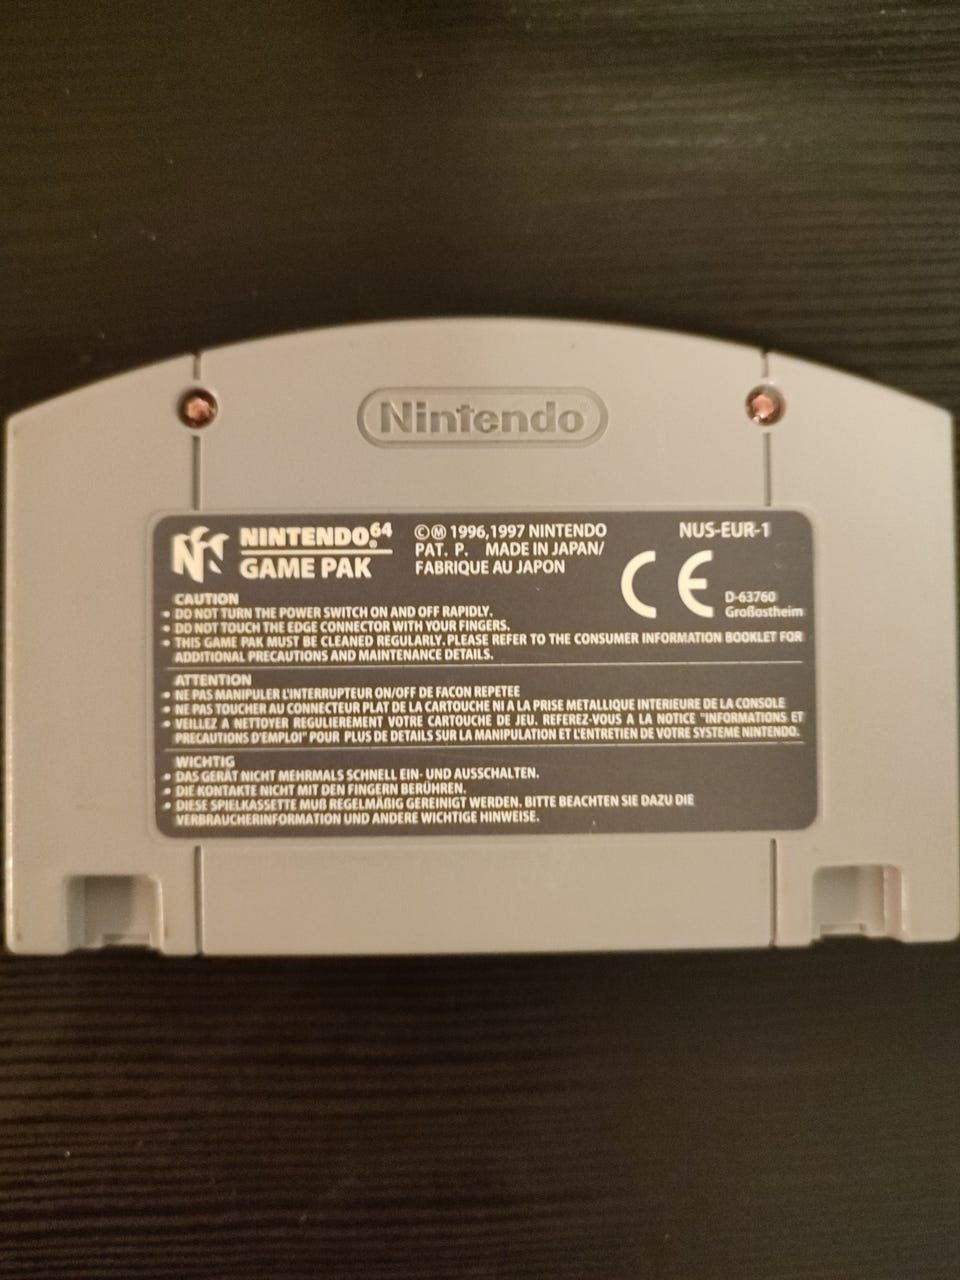 Nintendo
NINTENDO 64
GAME PAK
©Ⓜ 1996,1997 NINTENDO
PAT. P. MADE IN JAPAN/
FABRIQUE AU JAPON
NUS-EUR-1
CE
D-63760
Großostheim
CAUTION
• DO NOT TURN THE POWER SWITCH ON AND OFF RAPIDLY.
• DO NOT TOUCH THE EDGE CONNECTOR WITH YOUR FINGERS.
• THIS GAME PAK MUST BE CLEANED REGULARLY. PLEASE REFER TO THE CONSUMER INFORMATION BOOKLET FOR
ADDITIONAL PRECAUTIONS AND MAINTENANCE DETAILS.
ATTENTION
• NE PAS MANIPULER L'INTERRUPTEUR ON/OFF DE FACON REPETEE
• NE PAS TOUCHER AU CONNECTEUR PLAT DE LA CARTOUCHE NI A LA PRISE METALLIQUE INTERIEURE DE LA CONSOLE
• VEILLEZ A NETTOYER REGULIEREMENT VOTRE CARTOUCHE DE JEU. REFEREZ-VOUS A LA NOTICE "INFORMATIONS ET
PRECAUTIONS D'EMPLOI" POUR PLUS DE DETAILS SUR LA MANIPULATION ET L'ENTRETIEN DE VOTRE SYSTEME NINTENDO.
WICHTIG
• DAS GERÄT NICHT MEHRMALS SCHNELL EIN- UND AUSSCHALTEN.
• DIE KONTAKTE NICHT MIT DEN FINGERN BERÜHREN.
• DIESE SPIELKASSETTE MUß REGELMÄßIG GEREINIGT WERDEN. BITTE BEACHTEN SIE DAZU DIE
VERBRAUCHERINFORMATION UND ANDERE WICHTIGE HINWEISE.